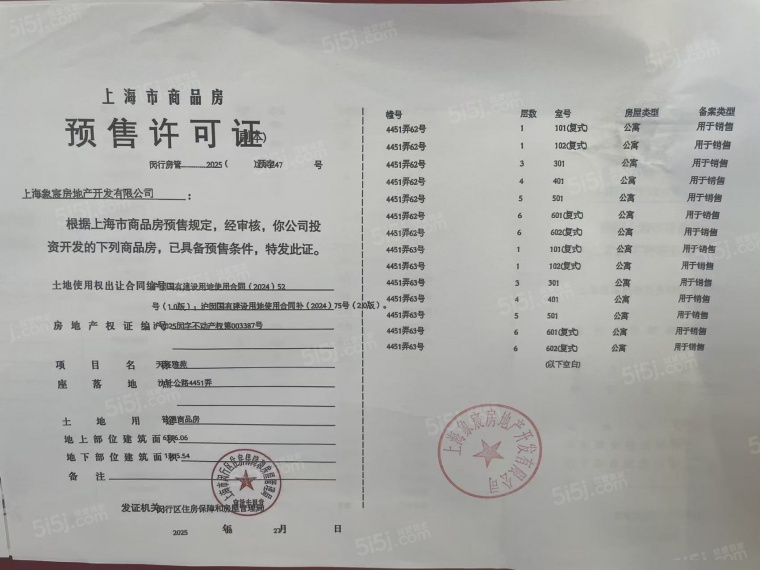 上海市商品房
预售许可证
(副本)
闵行房管 2025( 预字 47 号
上海象宸房地产开发有限公司 :
根据上海市商品房预售规定，经审核，你公司投
资开发的下列商品房，已具备预售条件，特发此证。
土地使用权出让合同编号 沪闵国有建设用地使用合同（2024）52
号（1.0版）；沪闵国有建设用地使用合同补（2024）75号（2.0版）。
房地产权证编号 2025闵字不动产权第003387号
项目名称
座落地 公路4451弄
土地用 商品房
地上部位建筑面积 6.06
地下部位建筑面积 5.54
备注
发证机关 闵行区住房保障和房屋管理局
2025 年 月 27 日
幢号 层数 室号 房屋类型 备案类型
4451弄62号 1 101(复式) 公寓 用于销售
4451弄62号 1 102(复式) 公寓 用于销售
4451弄62号 3 301 公寓 用于销售
4451弄62号 4 401 公寓 用于销售
4451弄62号 5 501 公寓 用于销售
4451弄62号 6 601(复式) 公寓 用于销售
4451弄62号 6 602(复式) 公寓 用于销售
4451弄63号 1 101(复式) 公寓 用于销售
4451弄63号 1 102(复式) 公寓 用于销售
4451弄63号 3 301 公寓 用于销售
4451弄63号 4 401 公寓 用于销售
4451弄63号 5 501 公寓 用于销售
4451弄63号 6 601(复式) 公寓 用于销售
4451弄63号 6 602(复式) 公寓 用于销售
(以下空白)
上海集宸房地产开发有限公司
5i5j.com